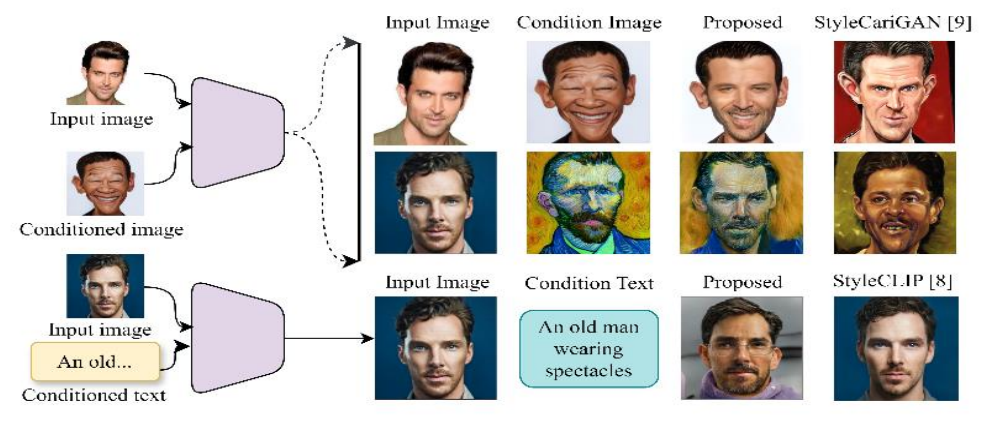 Input Image
Condition Image
Proposed
StyleCariGAN [9]
Input image
Conditioned image
Input Image
Condition Text
Proposed
StyleCLIP [8]
Input image
An old...
Conditioned text
An old man
wearing
spectacles